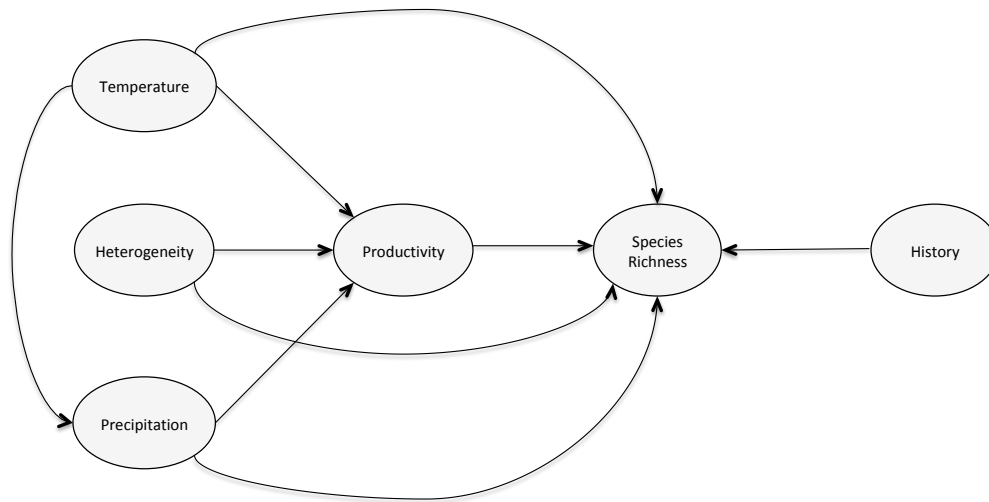 Temperature
Heterogeneity
Productivity
Species
Richness
History
Precipitation